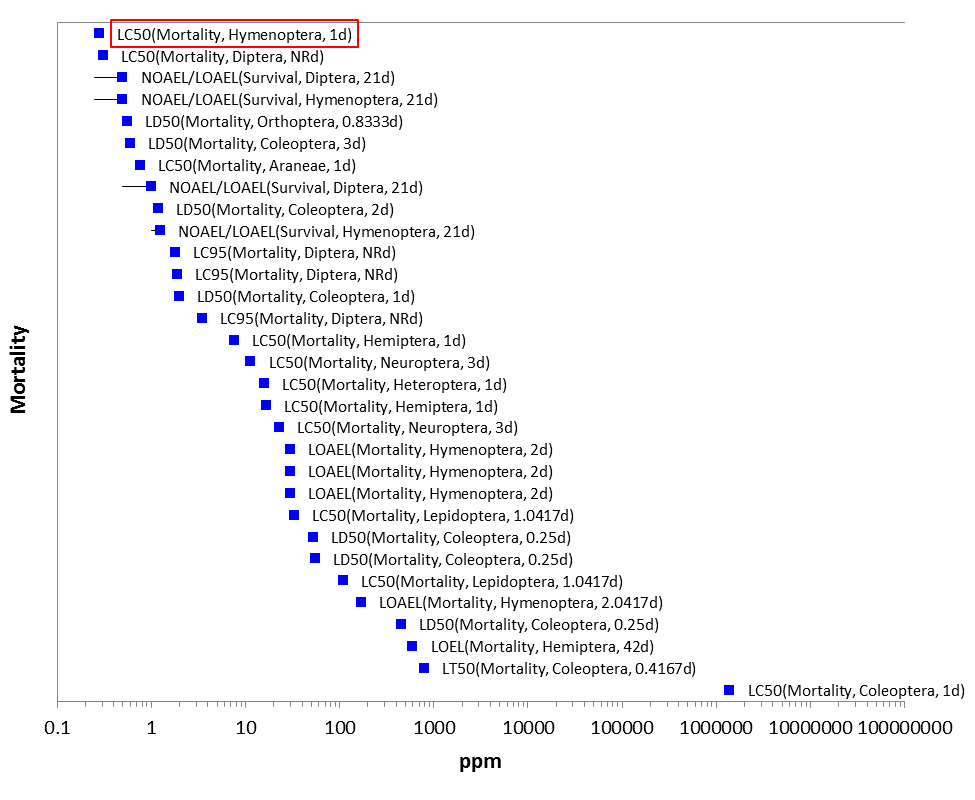 LC50(Mortality, Hymenoptera, 1d)
LC50(Mortality, Diptera, NRd)
NOAEL/LOAEL(Survival, Diptera, 21d)
NOAEL/LOAEL(Survival, Hymenoptera, 21d)
LD50(Mortality, Orthoptera, 0.8333d)
LD50(Mortality, Coleoptera, 3d)
LC50(Mortality, Araneae, 1d)
NOAEL/LOAEL(Survival, Diptera, 21d)
LD50(Mortality, Coleoptera, 2d)
NOAEL/LOAEL(Survival, Hymenoptera, 21d)
LC95(Mortality, Diptera, NRd)
LC95(Mortality, Diptera, NRd)
LD50(Mortality, Coleoptera, 1d)
LC95(Mortality, Diptera, NRd)
LC50(Mortality, Hemiptera, 1d)
LC50(Mortality, Neuroptera, 3d)
LC50(Mortality, Heteroptera, 1d)
LC50(Mortality, Hemiptera, 1d)
LC50(Mortality, Neuroptera, 3d)
LOAEL(Mortality, Hymenoptera, 2d)
LOAEL(Mortality, Hymenoptera, 2d)
LOAEL(Mortality, Hymenoptera, 2d)
LC50(Mortality, Lepidoptera, 1.0417d)
LD50(Mortality, Coleoptera, 0.25d)
LD50(Mortality, Coleoptera, 0.25d)
LC50(Mortality, Lepidoptera, 1.0417d)
LOAEL(Mortality, Hymenoptera, 2.0417d)
LD50(Mortality, Coleoptera, 0.25d)
LOEL(Mortality, Hemiptera, 42d)
LT50(Mortality, Coleoptera, 0.4167d)
LC50(Mortality, Coleoptera, 1d)
Mortality
0.1 1 10 100 1000 10000 100000 1000000 10000000 100000000
ppm